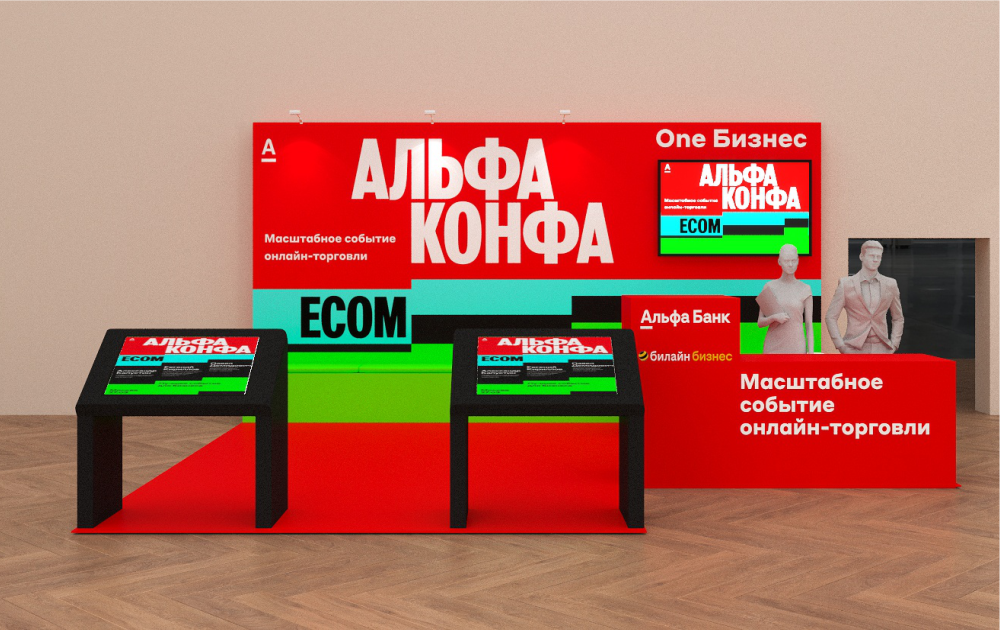 А
АЛЬФА
КОНФА
Масштабное событие
онлайн-торговли
ECOM
One Бизнес
А
АЛЬФА
КОНФА
Масштабное событие
онлайн-торговли
ECOM
Альфа Банк
билайн бизнес
Масштабное
событие
онлайн-торговли
АЛЬФА
КОНФА
ECOM
АЛЬФА
КОНФА
ECOM